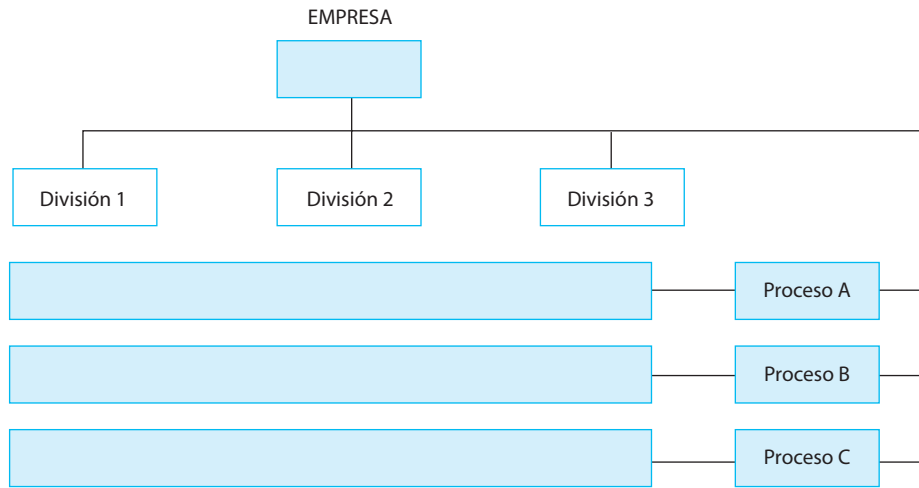 EMPRESA
División 1
División 2
División 3
Proceso A
Proceso B
Proceso C